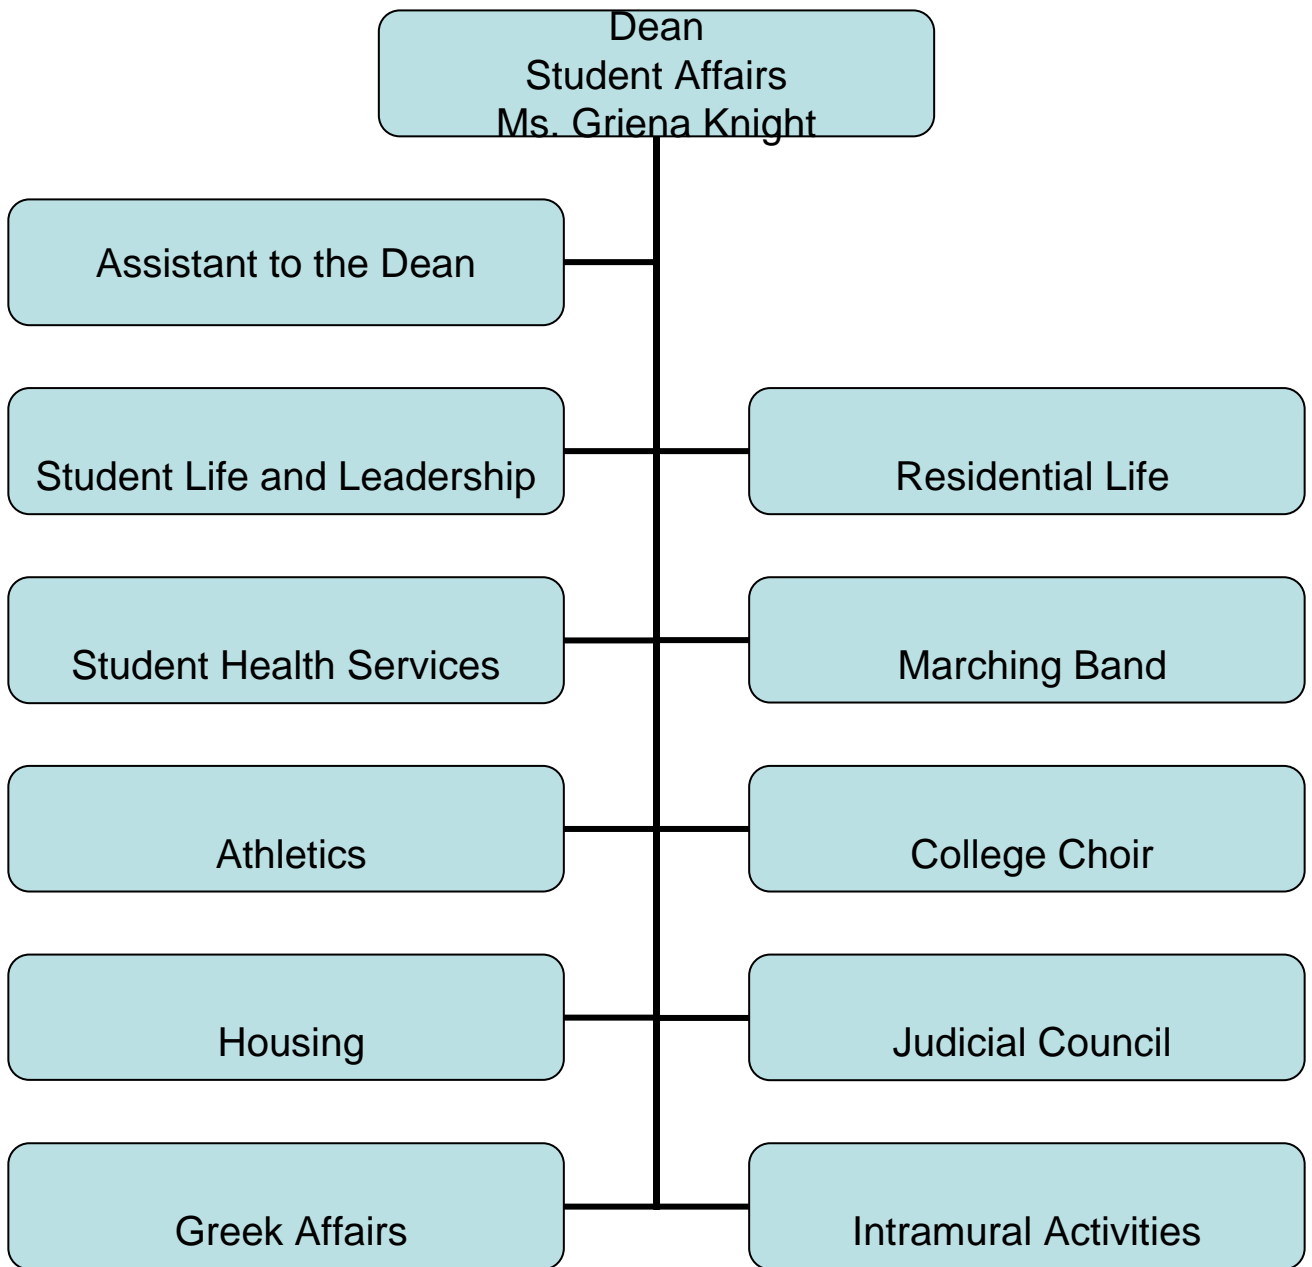 Dean
Student Affairs
Ms. Griena Knight
Assistant to the Dean
Student Life and Leadership
Residential Life
Student Health Services
Marching Band
Athletics
College Choir
Housing
Judicial Council
Greek Affairs
Intramural Activities